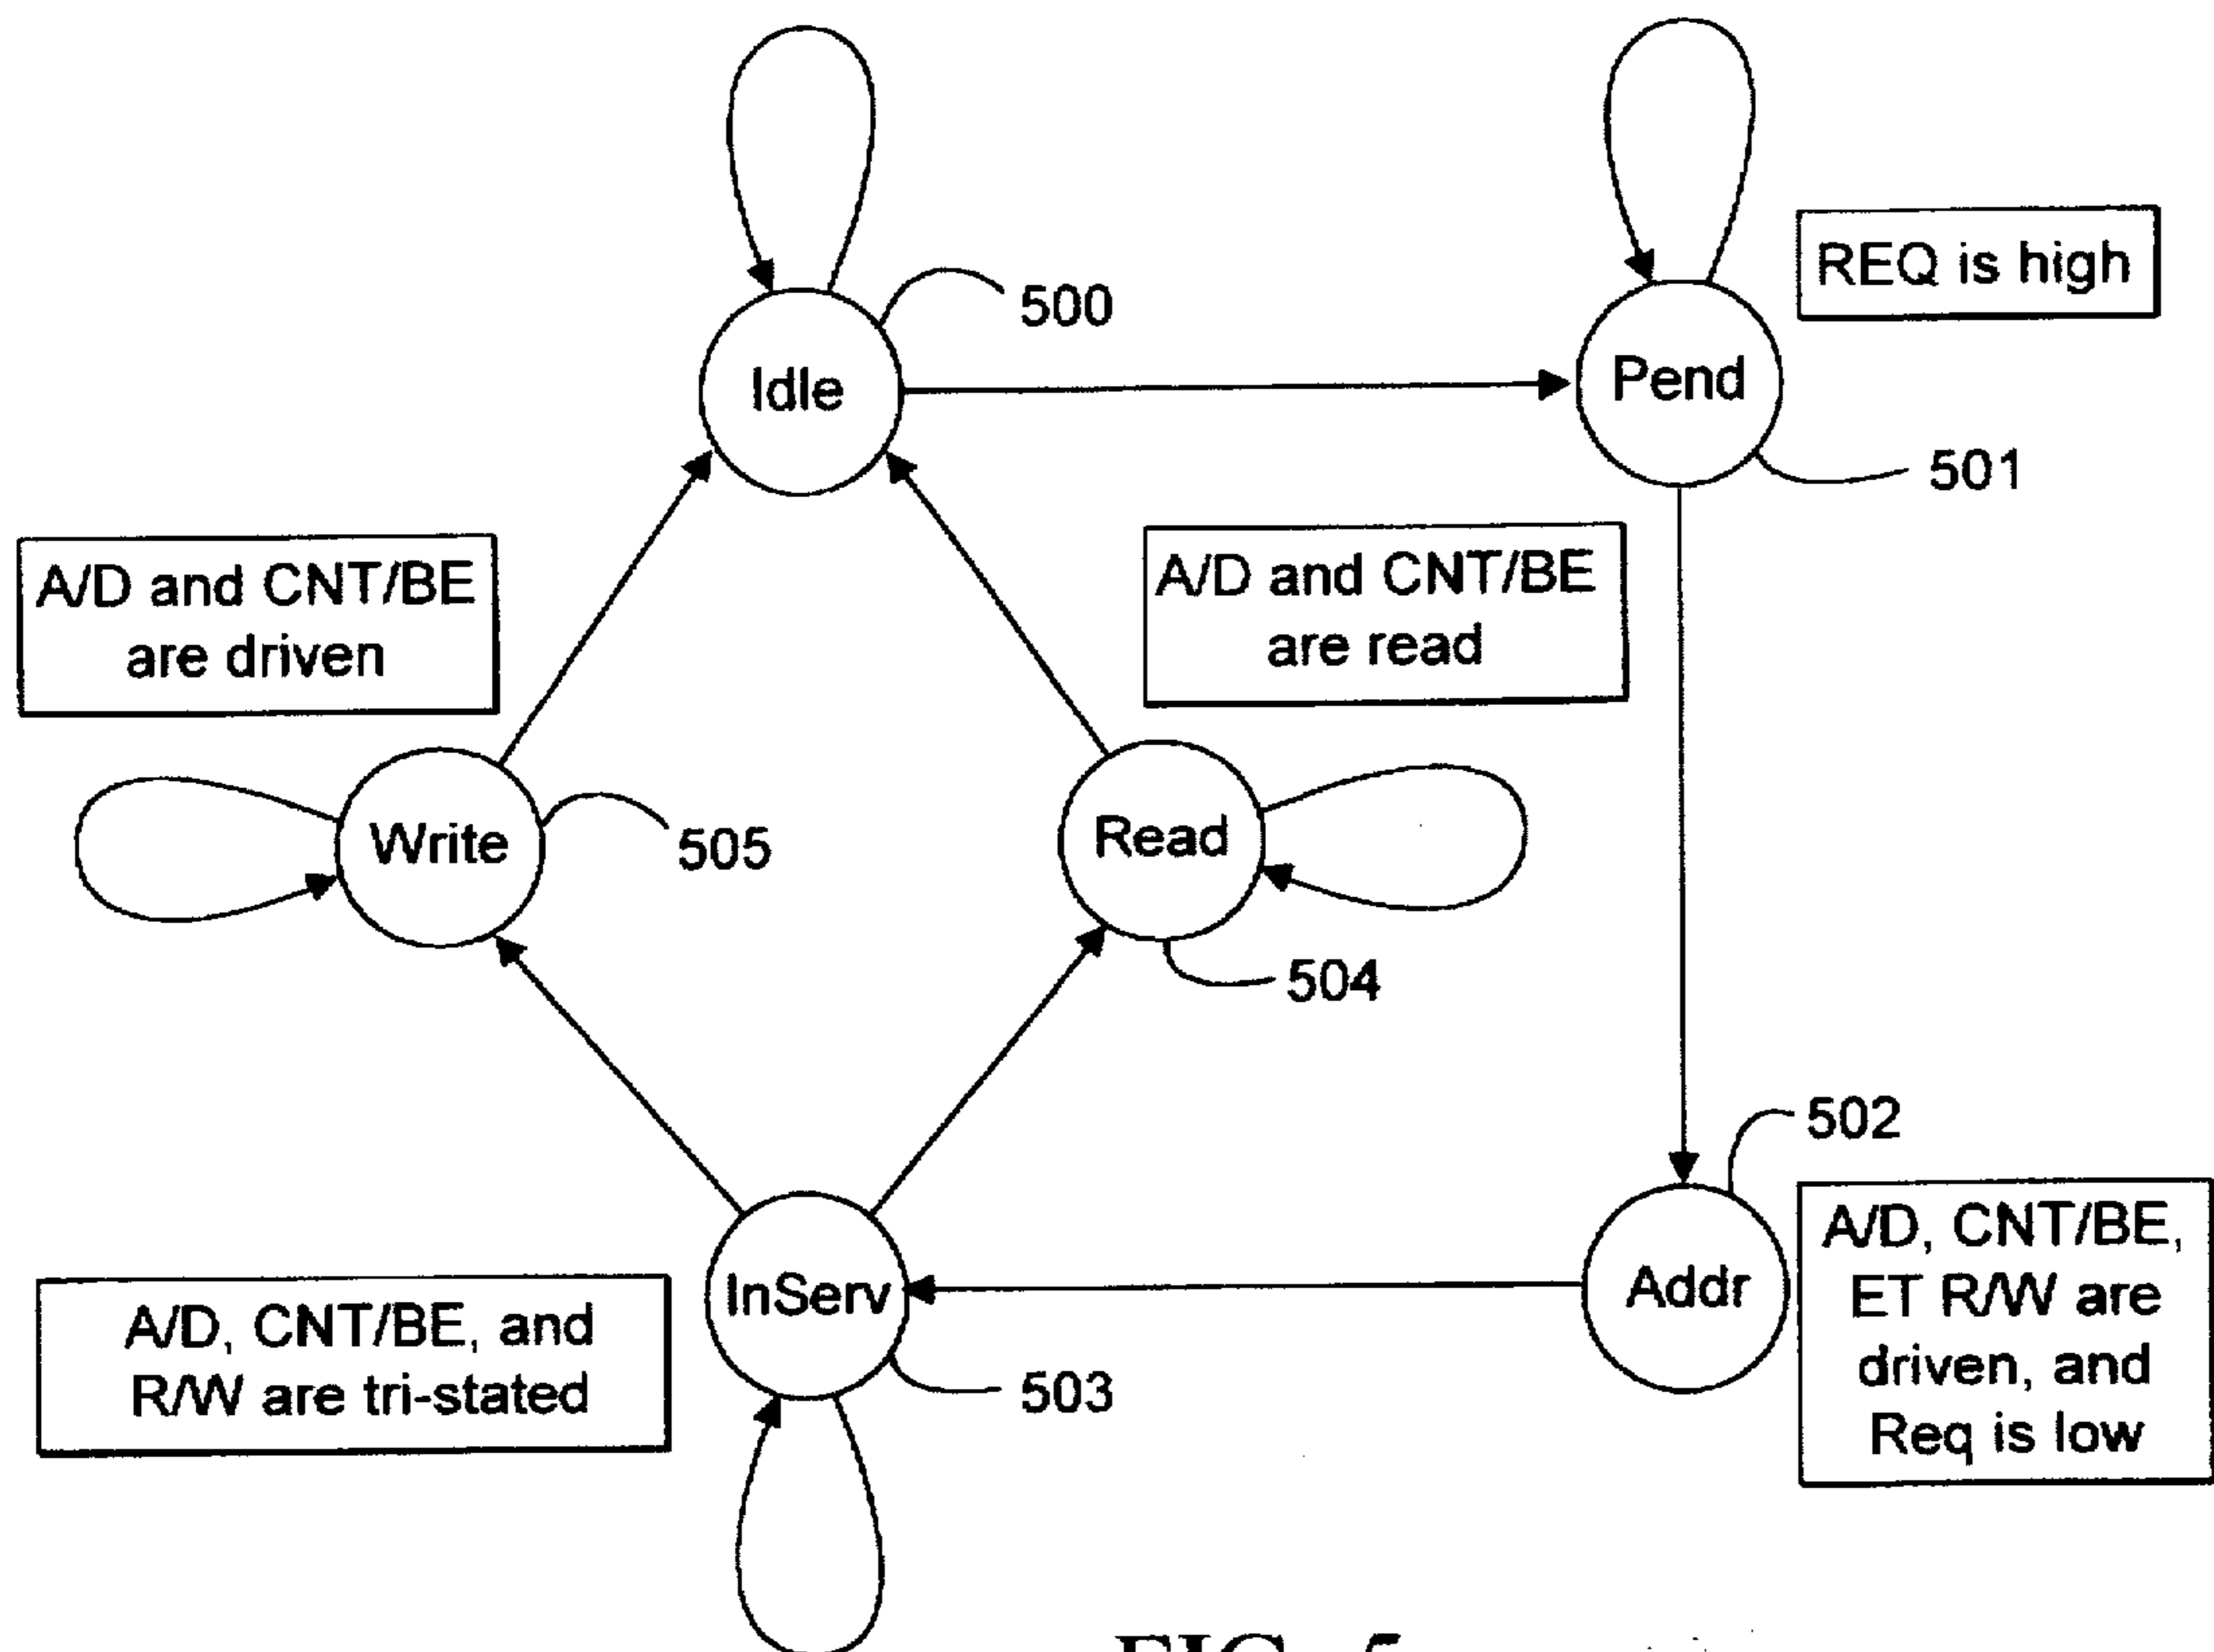 500
REQ is high
Idle
Pend
501
A/D and CNT/BE
are driven
A/D and CNT/BE
are read
Write
505
Read
504
502
A/D, CNT/BE,
ET R/W are
driven, and
Req is low
Addr
InServ
A/D, CNT/BE, and
R/W are tri-stated
503
FIG. 5